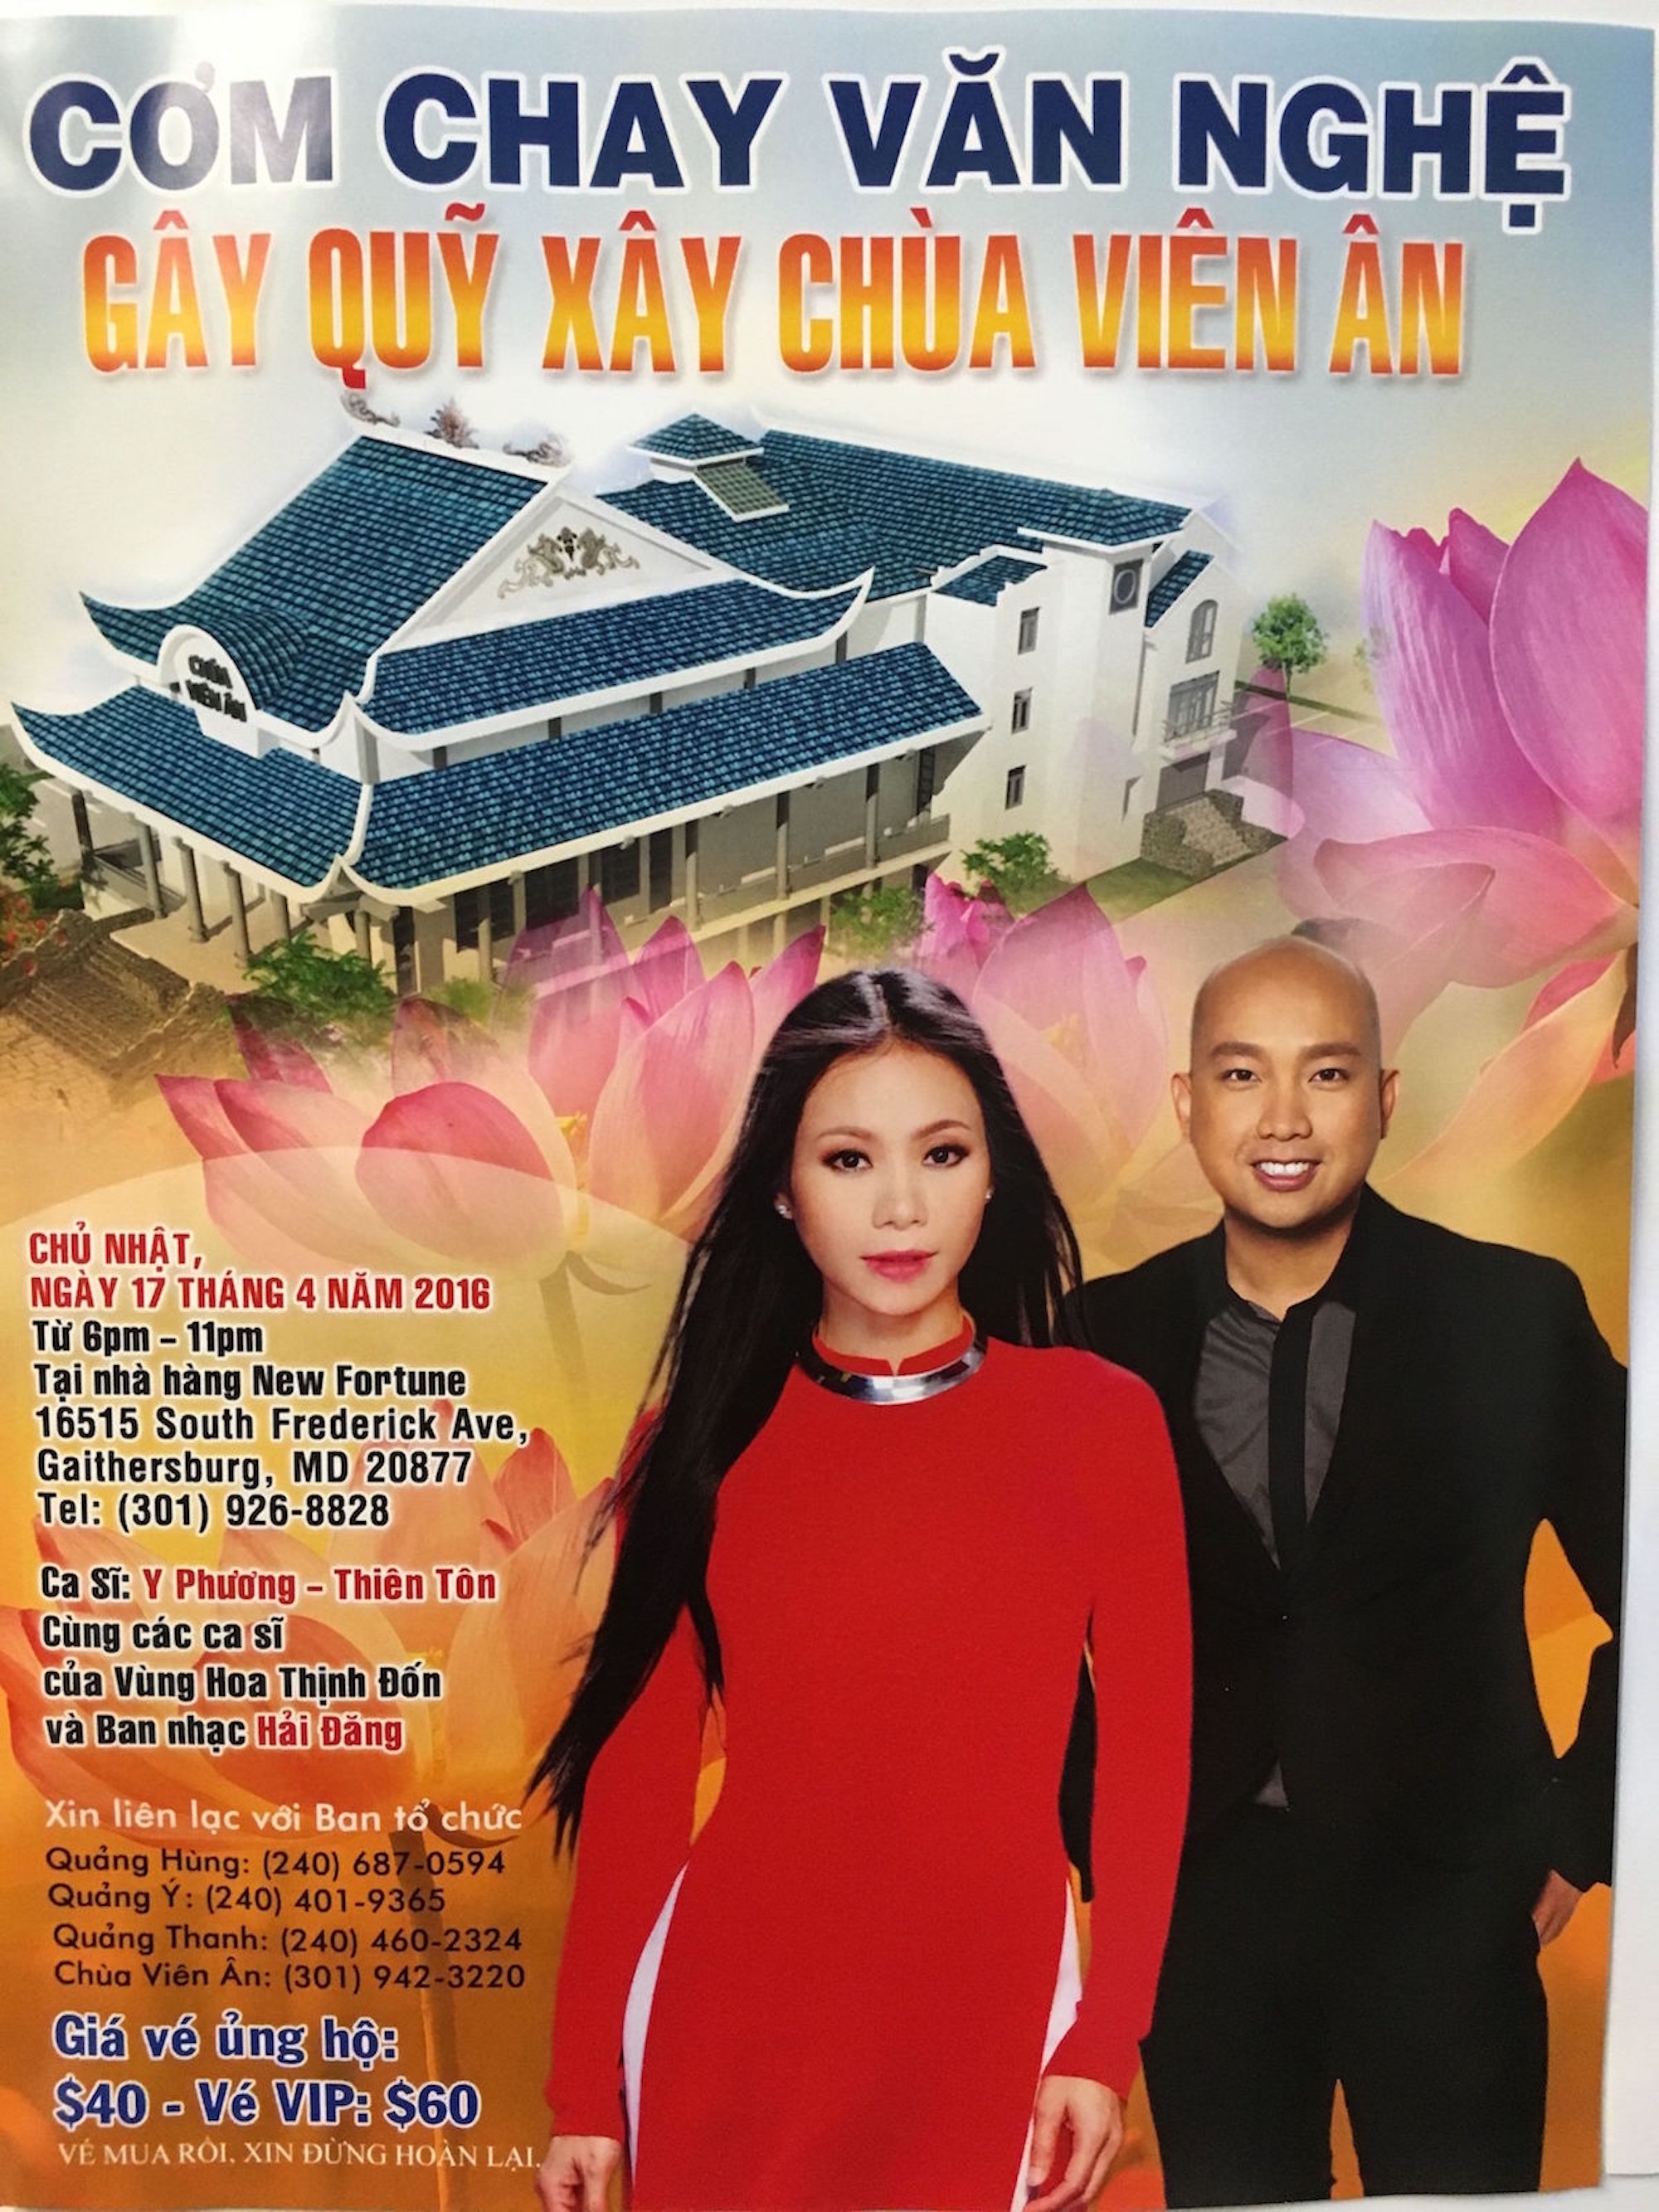 CƠM CHAY VĂN NGHỆ
GÂY QUỸ XÂY CHÙA VIÊN ÂN
CHÙA
VIÊN ÂN
CHỦ NHẬT,
NGÀY 17 THÁNG 4 NĂM 2016
Từ 6pm – 11pm
Tại nhà hàng New Fortune
16515 South Frederick Ave,
Gaithersburg, MD 20877
Tel: (301) 926-8828
Ca Sĩ: Y Phương – Thiên Tôn
Cùng các ca sĩ
của Vùng Hoa Thịnh Đốn
và Ban nhạc Hải Đăng
Xin liên lạc với Ban tổ chức
Quảng Hùng: (240) 687-0594
Quảng Ý: (240) 401-9365
Quảng Thanh: (240) 460-2324
Chùa Viên Ân: (301) 942-3220
Giá vé ủng hộ:
$40 - Vé VIP: $60
VÉ MUA RỒI, XIN ĐỪNG HOÀN LẠI.